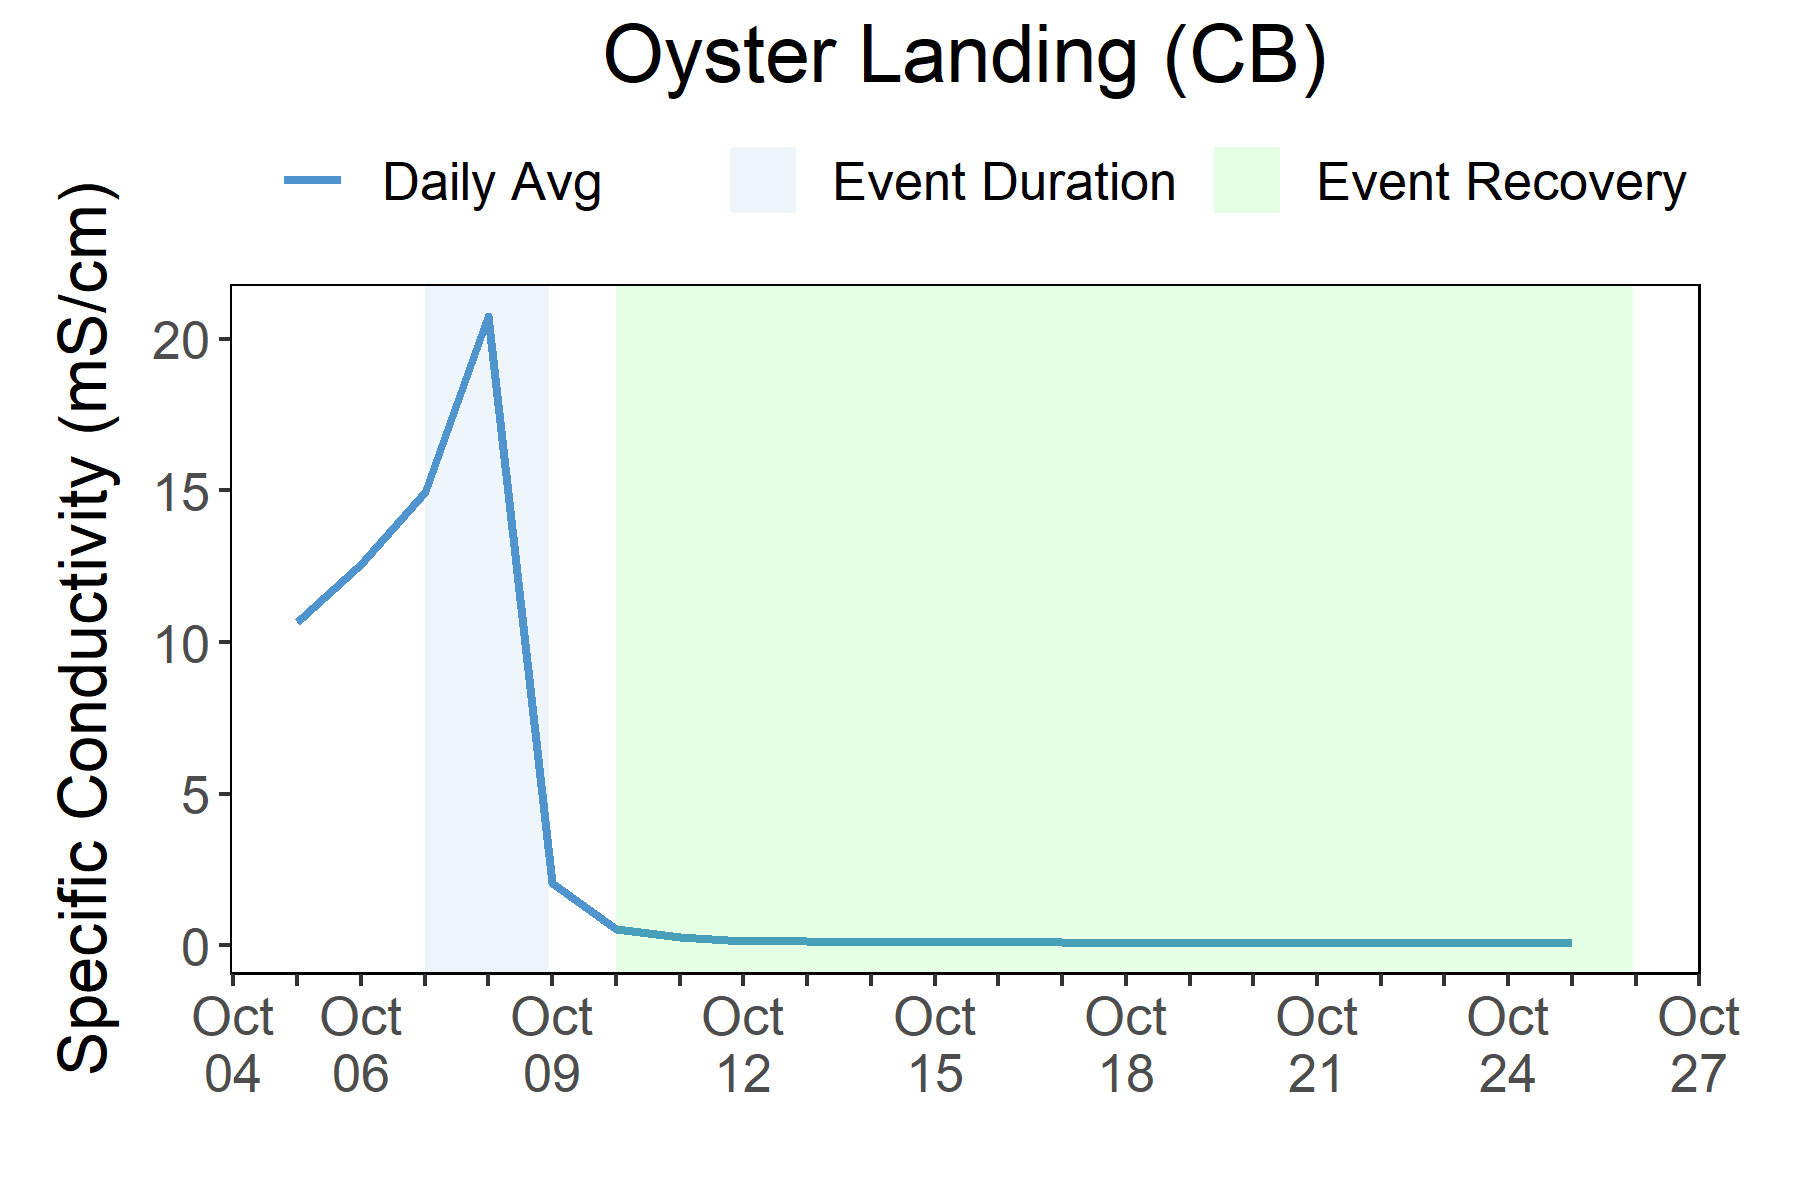 Oyster Landing (CB)
Daily Avg
Event Duration
Event Recovery
Specific Conductivity (mS/cm)
20
15
10
5
0
Oct Oct Oct Oct Oct Oct Oct Oct Oct
04 06 09 12 15 18 21 24 27